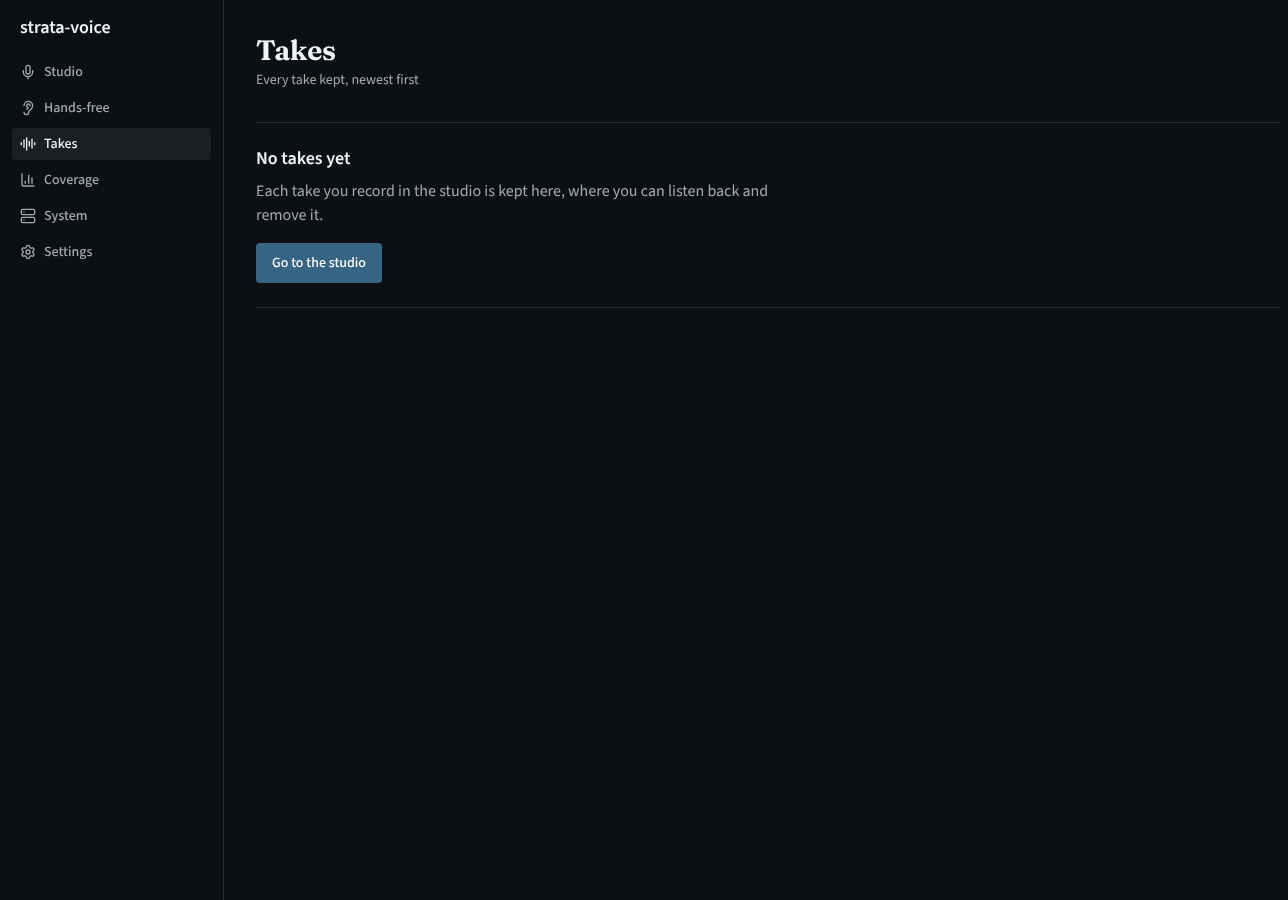 strata-voice
Studio
Hands-free
Takes
Coverage
System
Settings
Takes
Every take kept, newest first
No takes yet
Each take you record in the studio is kept here, where you can listen back and
remove it.
Go to the studio